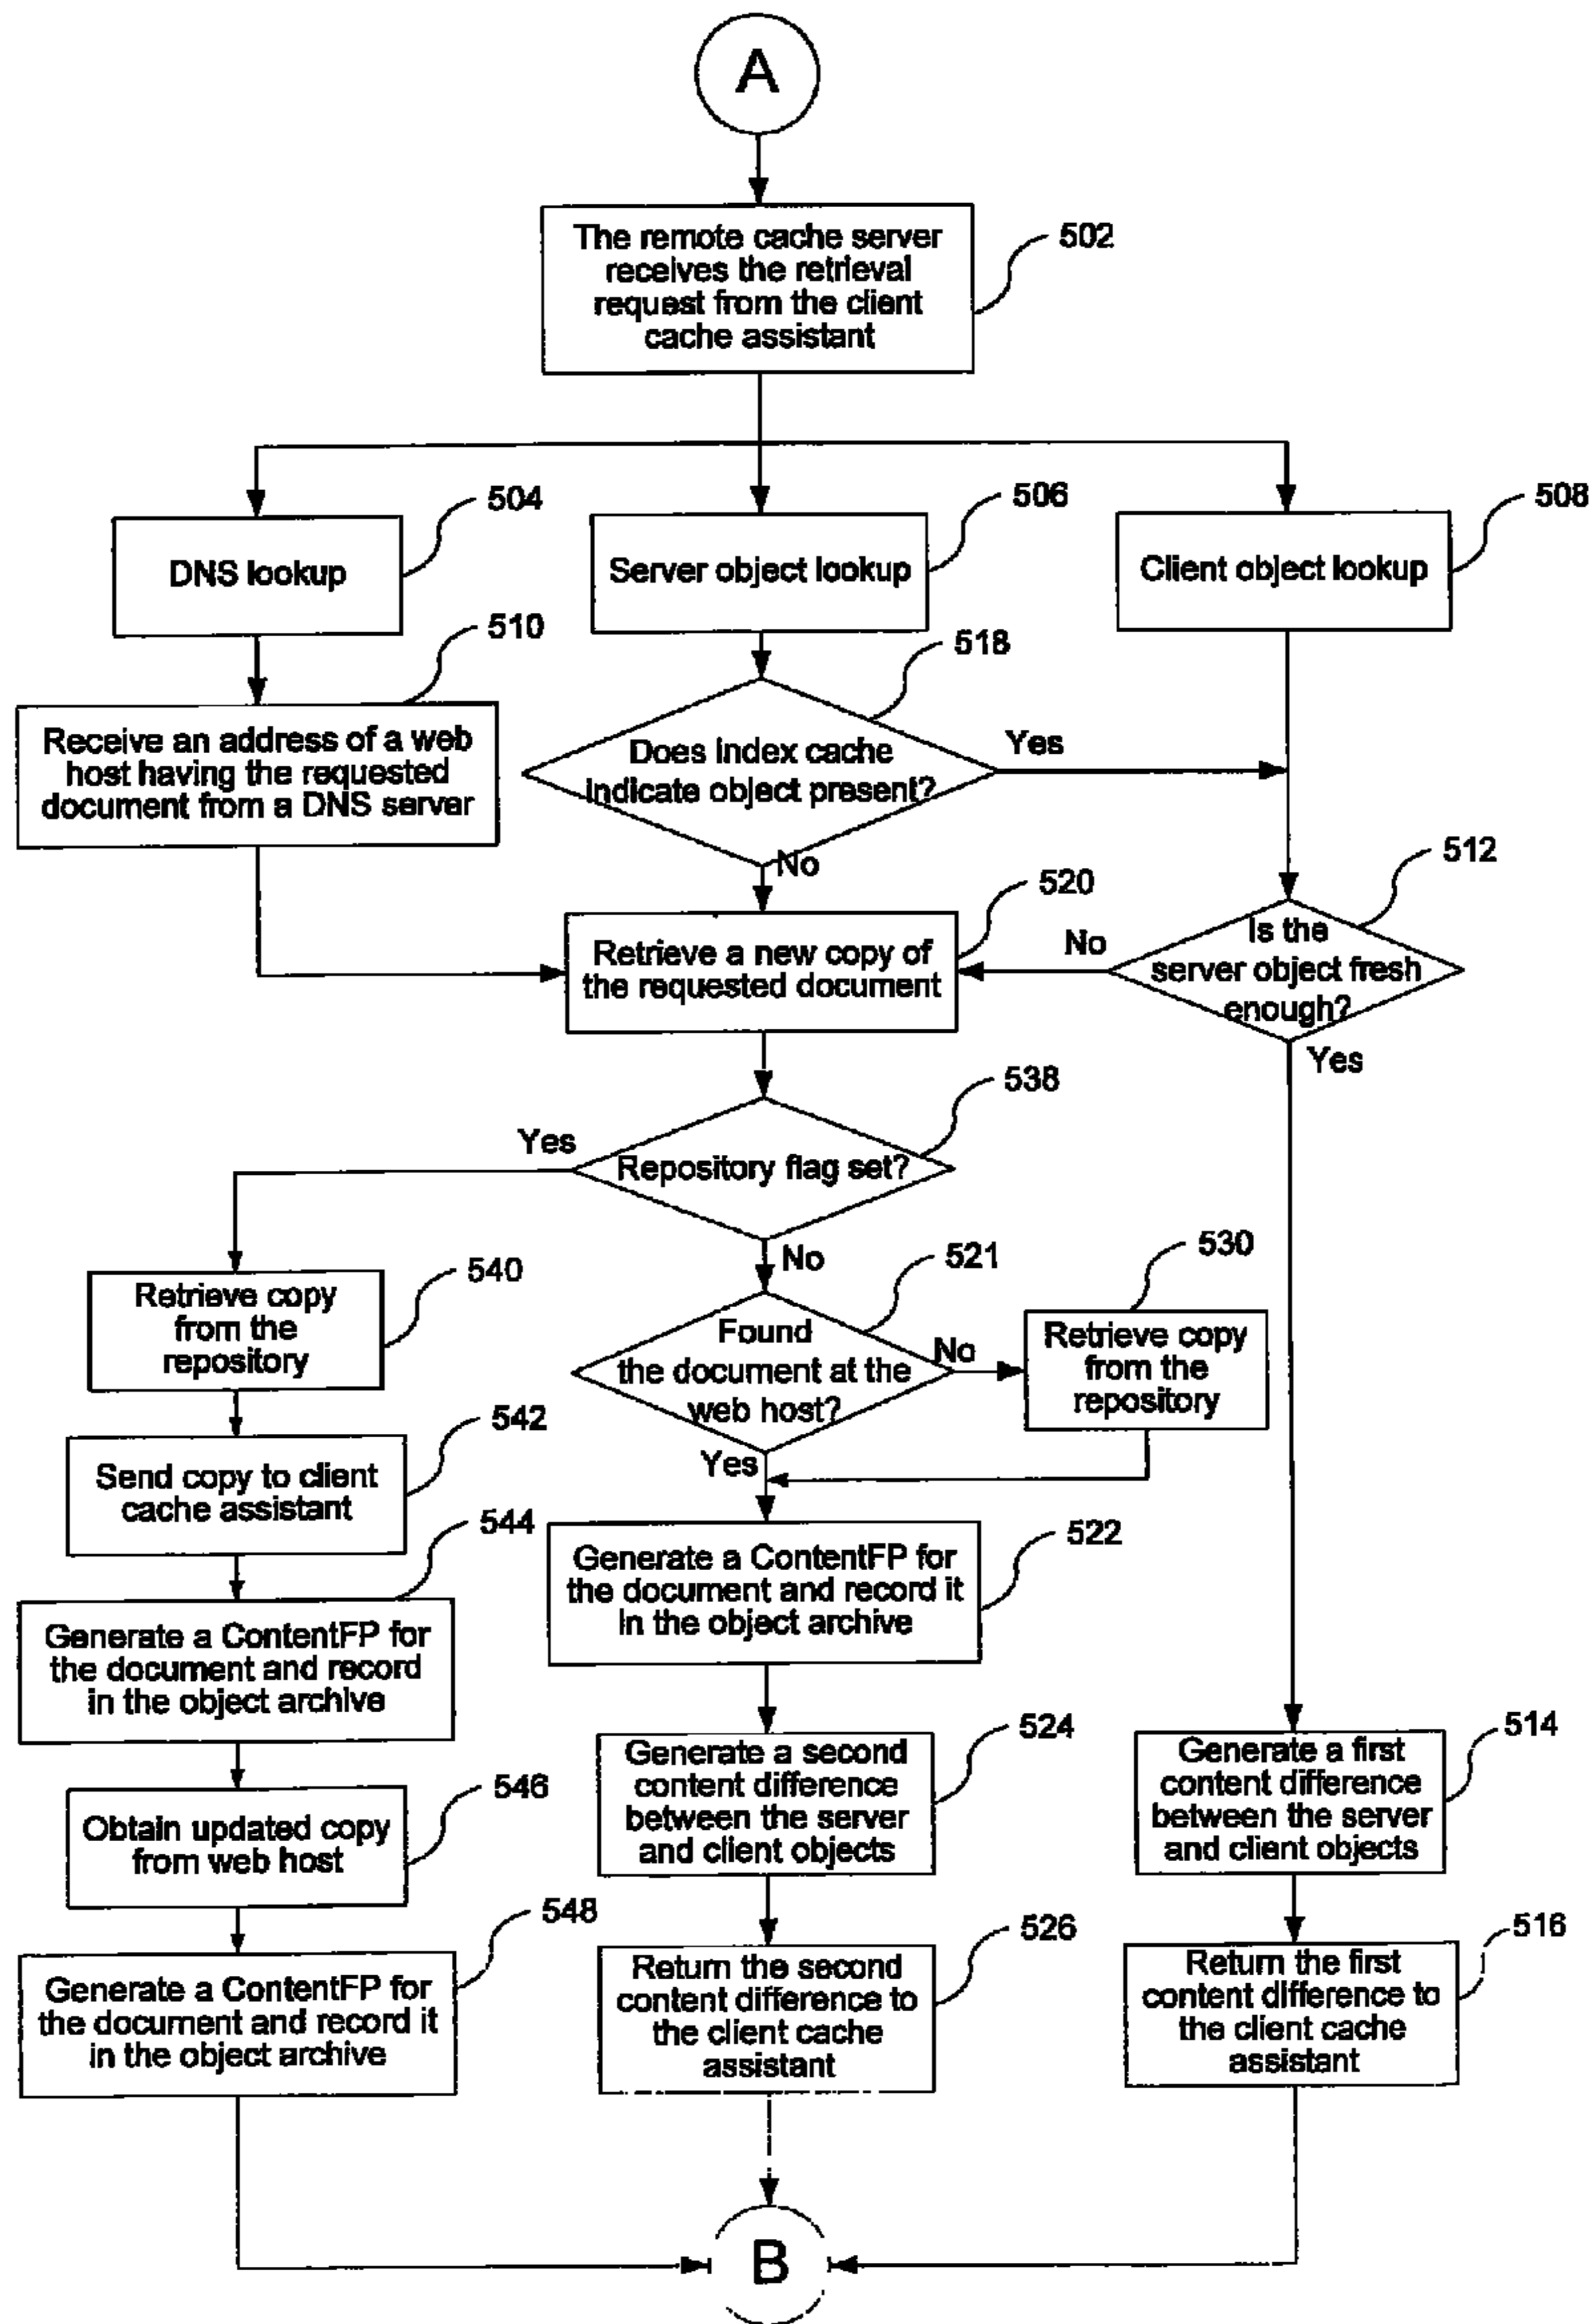 A
The remote cache server
receives the retrieval
request from the client
cache assistant
502
504
506
508
DNS lookup
Server object lookup
Client object lookup
510
518
Receive an address of a web
host having the requested
document from a DNS server
Does index cache
indicate object present?
Yes
No
512
520
Retrieve a new copy of
the requested document
No
Is the
server object fresh
enough?
Yes
538
Yes
Repository flag set?
No
521
530
540
Retrieve copy
from the
repository
Found
the document at the
web host?
No
Retrieve copy
from the
repository
Yes
542
Send copy to client
cache assistant
544
522
Generate a ContentFP for
the document and record it
in the object archive
Generate a ContentFP for
the document and record
in the object archive
524
514
Generate a second
content difference
between the server
and client objects
Generate a first
content difference
between the server
and client objects
546
Obtain updated copy
from web host
548
526
516
Generate a ContentFP for
the document and record it
in the object archive
Return the second
content difference to
the client cache
assistant
Return the first
content difference to
the client cache
assistant
B